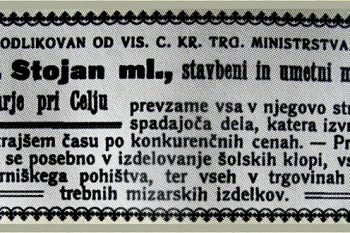 ODLIKOVAN OD VIS. C. KR. TRG. MINISTRSTVA
Stojan ml., stavbeni in umetni m
arje pri Celju prevzame vsa v njegovo str
spadajoča dela, katera izvr
trajšem času po konkurenčnih cenah. — Pr
se posebno v izdelovanje šolskih klopi, vs
rniškega pohištva, ter vseh v trgovinah
trebnih mizarskih izdelkov.